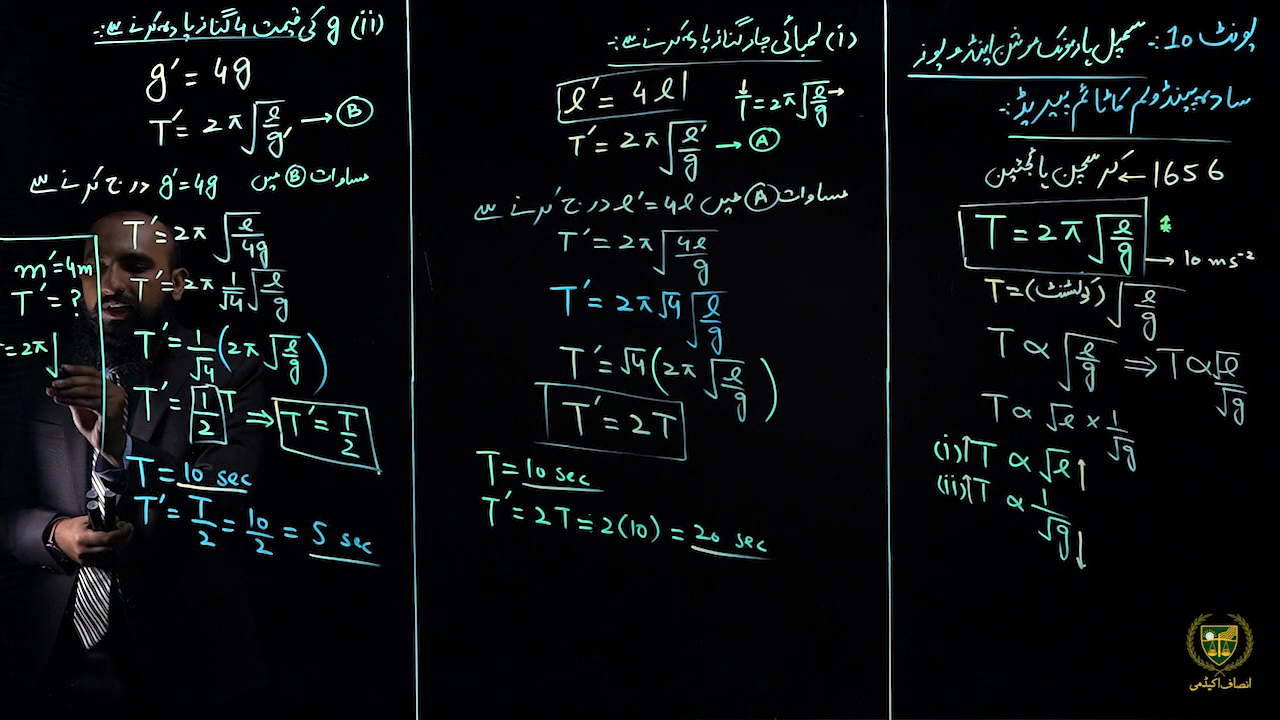 یونٹ 10:۔ سمپل ہارمونک موشن اینڈ ویوز
سادہ پینڈولم کا ٹائم پیریڈ:۔
1656 ← کرسچن ہائجنز
T = 2π√(l/g)
→ 10 ms⁻²
T = (کونسٹنٹ) √(l/g)
T ∝ √(l/g) ⇒ T ∝ √l/√g
T ∝ √l × 1/√g
(i) ↑T ∝ √l ↑
(ii) ↑T ∝ 1/√g ↓
(i) لمبائی چار گنا زیادہ کرنے سے:۔
l' = 4l
T = 2π√(l/g) →
T' = 2π√(l'/g) → A
مساوات A میں l' = 4l درج کرنے سے
T' = 2π√(4l/g)
T' = 2π√4 √(l/g)
T' = √4 (2π√(l/g))
T' = 2T
T = 10 sec
T' = 2T = 2(10) = 20 sec
(ii) g کی قیمت 4 گنا زیادہ کرنے سے:۔
g' = 4g
T' = 2π√(l/g') → B
مساوات B میں g' = 4g درج کرنے سے
T' = 2π√(l/4g)
T' = 2π 1/√4 √(l/g)
T' = 1/√4 (2π√(l/g))
T' = 1/2 T ⇒ T' = T/2
T = 10 sec
T' = T/2 = 10/2 = 5 sec
m' = 4m
T' = ?
= 2π√
انصاف اکیڈمی